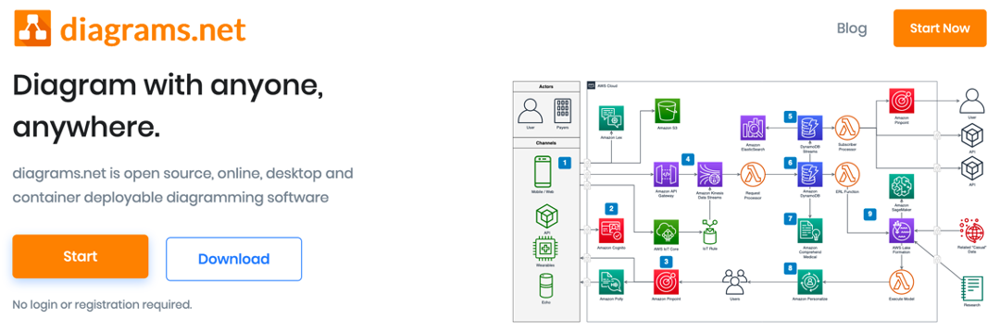 diagrams.net
Blog
Start Now
Diagram with anyone,
anywhere.
diagrams.net is open source, online, desktop and
container deployable diagramming software
Start
Download
No login or registration required.
Actors
User
Payers
Channels
1
Mobile / Web
API
Wearables
Echo
aws
AWS Cloud
Amazon Lex
Amazon S3
4
Amazon API
Gateway
Amazon Kinesis
Data Streams
Request
Processor
2
Amazon Cognito
AWS IoT Core
IoT Rule
3
Amazon Polly
Amazon Pinpoint
Users
Amazon
ElasticSearch
5
DynamoDB
Streams
Subscriber
Processor
Amazon
Pinpoint
6
Amazon
DynamoDB
ERL Function
7
Amazon
Comprehend
Medical
8
Amazon Personalize
Amazon
SageMaker
9
AWS Lake
Formation
Execute Model
User
API
API
Related "Casual"
Data
Research